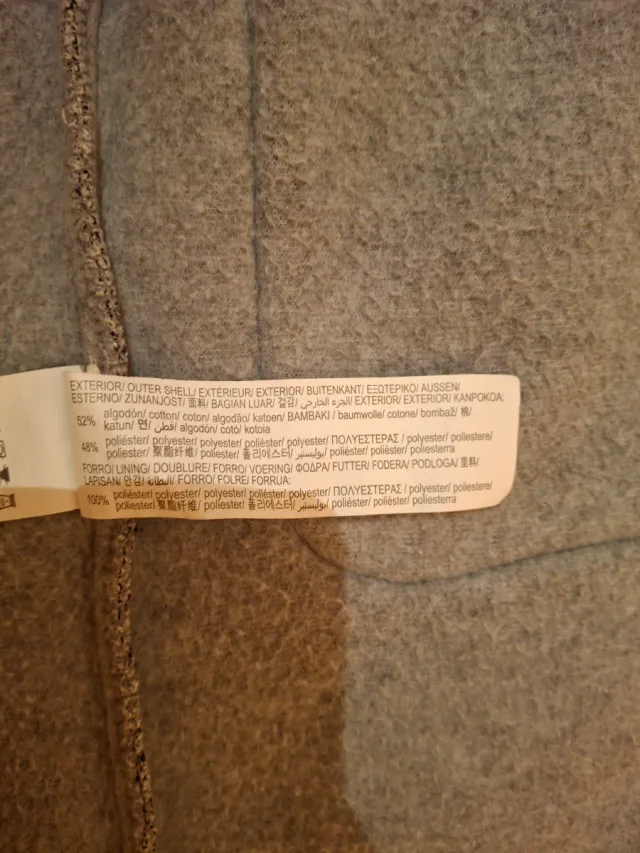 EXTERIOR/ OUTER SHELL/ EXTÉRIEUR/ EXTERIOR/ BUITENKANT/ ΕΞΩΤΕΡΙΚΟ/ AUSSEN/
ESTERNO/ ZUNANJOST/ 面料/ BAGIAN LUAR/ 겉감/ الجزء الخارجي/ EXTERIOR/ EXTERIOR/ KANPOKOA:
52% algodón/ cotton/ coton/ algodão/ katoen/ ΒΑΜΒΑΚΙ / baumwolle/ cotone/ bombaž/ 棉/
katun/ 면/ قطن/ algodón/ cotó/ kotoia
48% poliéster/ polyester/ polyester/ poliéster/ polyester/ ΠΟΛΥΕΣΤΕΡΑΣ / polyester/ poliestere/
poliester/ 聚酯纤维/ poliester/ 폴리에스터/ بوليستير/ poliéster/ polièster/ poliesterra
FORRO/ LINING/ DOUBLURE/ FORRO/ VOERING/ ΦΟΔΡΑ/ FUTTER/ FODERA/ PODLOGA/ 里料/
LAPISAN/ 안감/ البطانة/ FORRO/ FOLRE/ FORRUA:
100% poliéster/ polyester/ polyester/ poliéster/ polyester/ ΠΟΛΥΕΣΤΕΡΑΣ / polyester/ poliestere/
poliester/ 聚酯纤维/ poliester/ 폴리에스터/ بوليستير/ poliéster/ polièster/ poliesterra